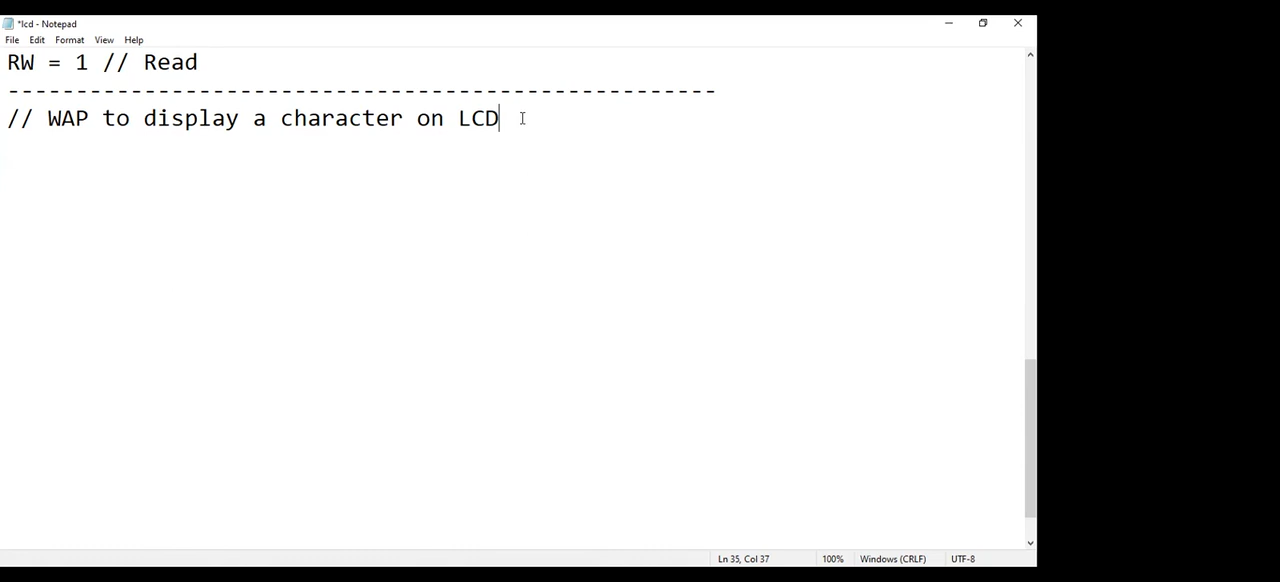 *lcd - Notepad
File Edit Format View Help
RW = 1 // Read
----------------------------------------------------
// WAP to display a character on LCD
Ln 35, Col 37 100% Windows (CRLF) UTF-8